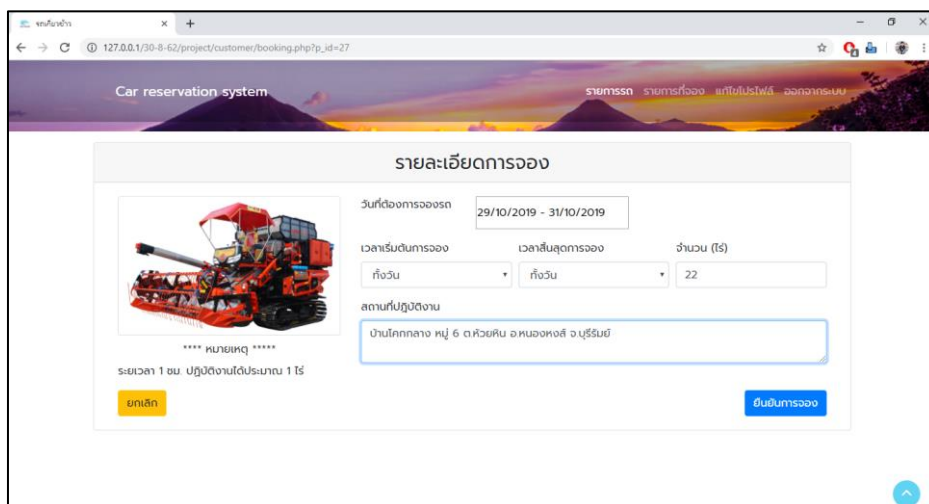 รถเกี่ยวข้าว
127.0.0.1/30-8-62/project/customer/booking.php?p_id=27
Car reservation system
รายการรถ รายการที่จอง แก้ไขโปรไฟล์ ออกจากระบบ
รายละเอียดการจอง
วันที่ต้องการจองรถ
29/10/2019 - 31/10/2019
เวลาเริ่มต้นการจอง เวลาสิ้นสุดการจอง จำนวน (ไร่)
ทั้งวัน ทั้งวัน 22
สถานที่ปฎิบัติงาน
บ้านโคกกลาง หมู่ 6 ต.ห้วยหิน อ.หนองหงส์ จ.บุรีรัมย์
**** หมายเหตุ *****
ระยเวลา 1 ชม. ปฎิบัติงานได้ประมาณ 1 ไร่
ยกเลิก ยืนยันการจอง